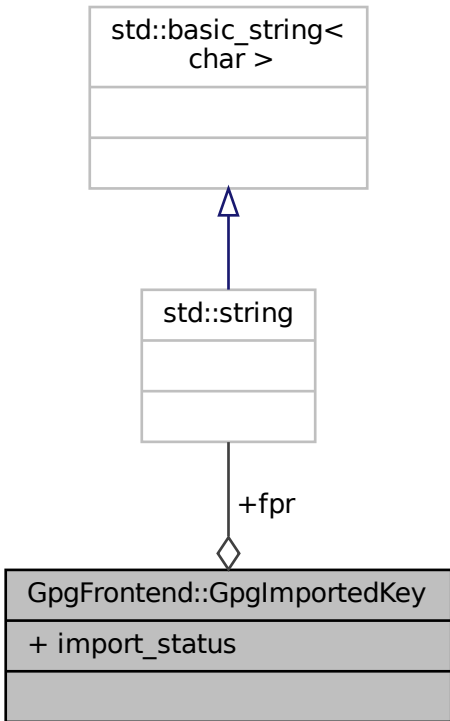 std::basic_string<
char >
std::string
+fpr
GpgFrontend::GpgImportedKey
+ import_status